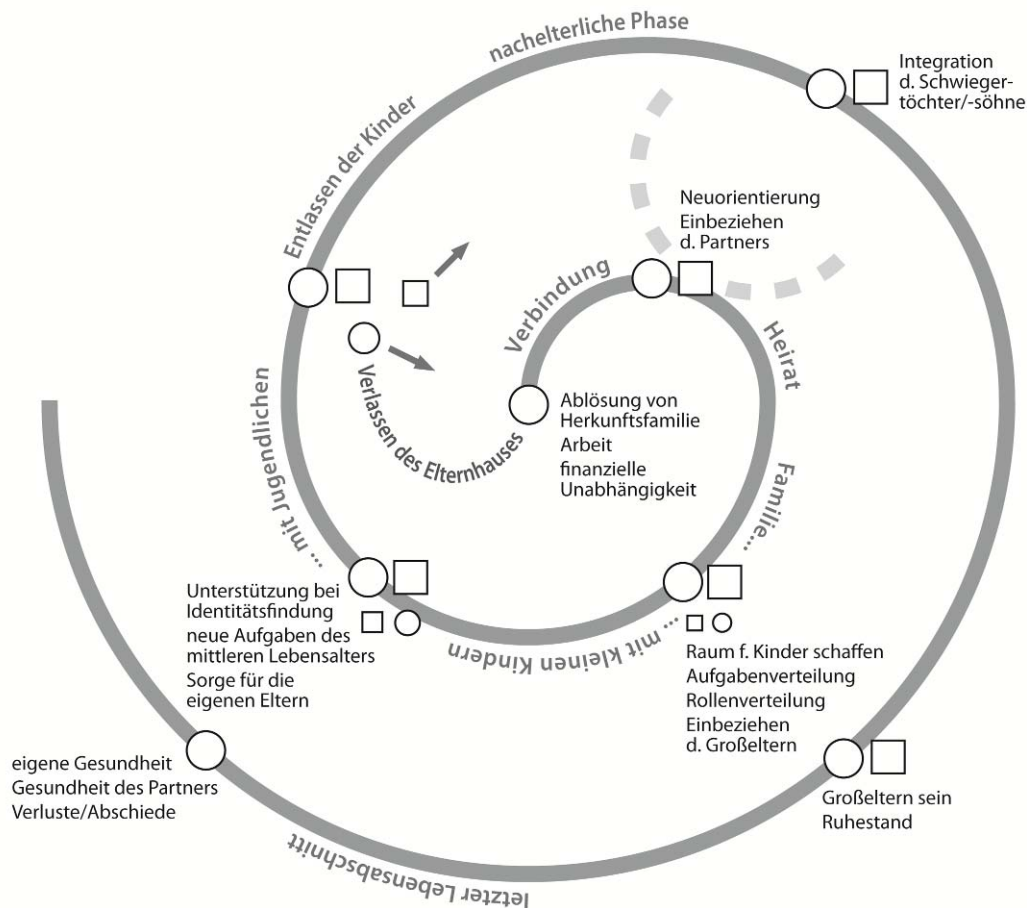 nachelterliche Phase
Integration
d. Schwieger-
töchter/-söhne
Entlassen der Kinder
Neuorientierung
Einbeziehen
d. Partners
Verbindung
Heirat
Verlassen des Elternhauses
Ablösung von
Herkunftsfamilie
Arbeit
finanzielle
Unabhängigkeit
... mit Jugendlichen
Familie...
Unterstützung bei
Identitätsfindung
neue Aufgaben des
mittleren Lebensalters
Sorge für die
eigenen Eltern
... mit kleinen Kindern
Raum f. Kinder schaffen
Aufgabenverteilung
Rollenverteilung
Einbeziehen
d. Großeltern
eigene Gesundheit
Gesundheit des Partners
Verluste/Abschiede
Großeltern sein
Ruhestand
letzter Lebensabschnitt